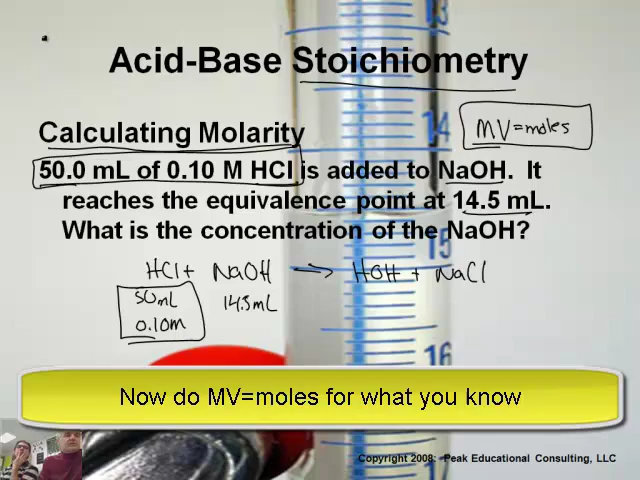 Acid-Base Stoichiometry
Calculating Molarity
MV=moles
50.0 mL of 0.10 M HCl is added to NaOH. It
reaches the equivalence point at 14.5 mL.
What is the concentration of the NaOH?
HCl + NaOH → HOH + NaCl
50mL
14.5mL
0.10M
Now do MV=moles for what you know
Copyright 2008: Peak Educational Consulting, LLC
14
15
16